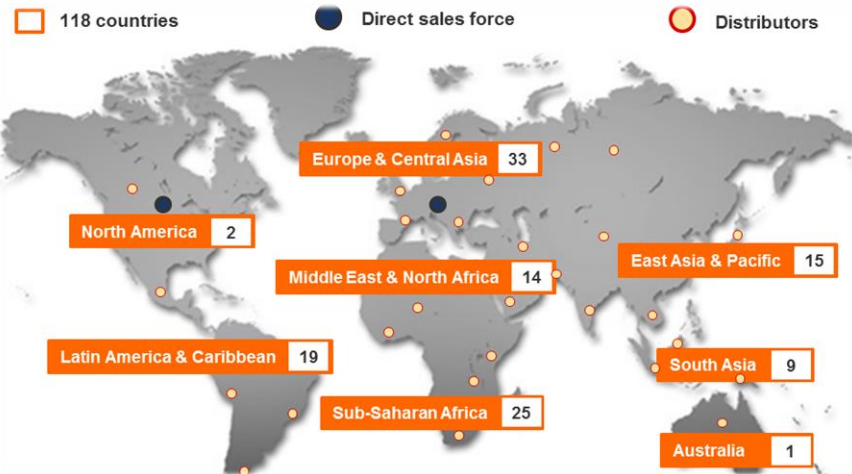 118 countries
Direct sales force
Distributors
Europe & Central Asia 33
North America 2
East Asia & Pacific 15
Middle East & North Africa 14
Latin America & Caribbean 19
South Asia 9
Sub-Saharan Africa 25
Australia 1